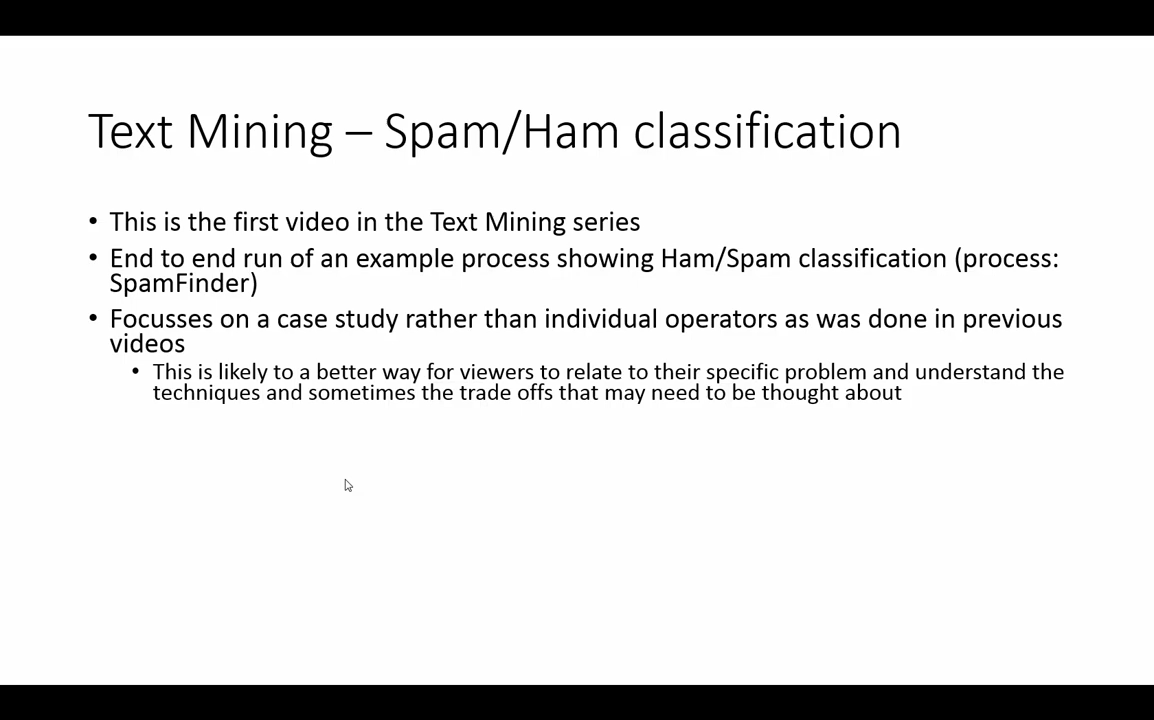 Text Mining – Spam/Ham classification
• This is the first video in the Text Mining series
• End to end run of an example process showing Ham/Spam classification (process:
SpamFinder)
• Focusses on a case study rather than individual operators as was done in previous
videos
• This is likely to a better way for viewers to relate to their specific problem and understand the
techniques and sometimes the trade offs that may need to be thought about